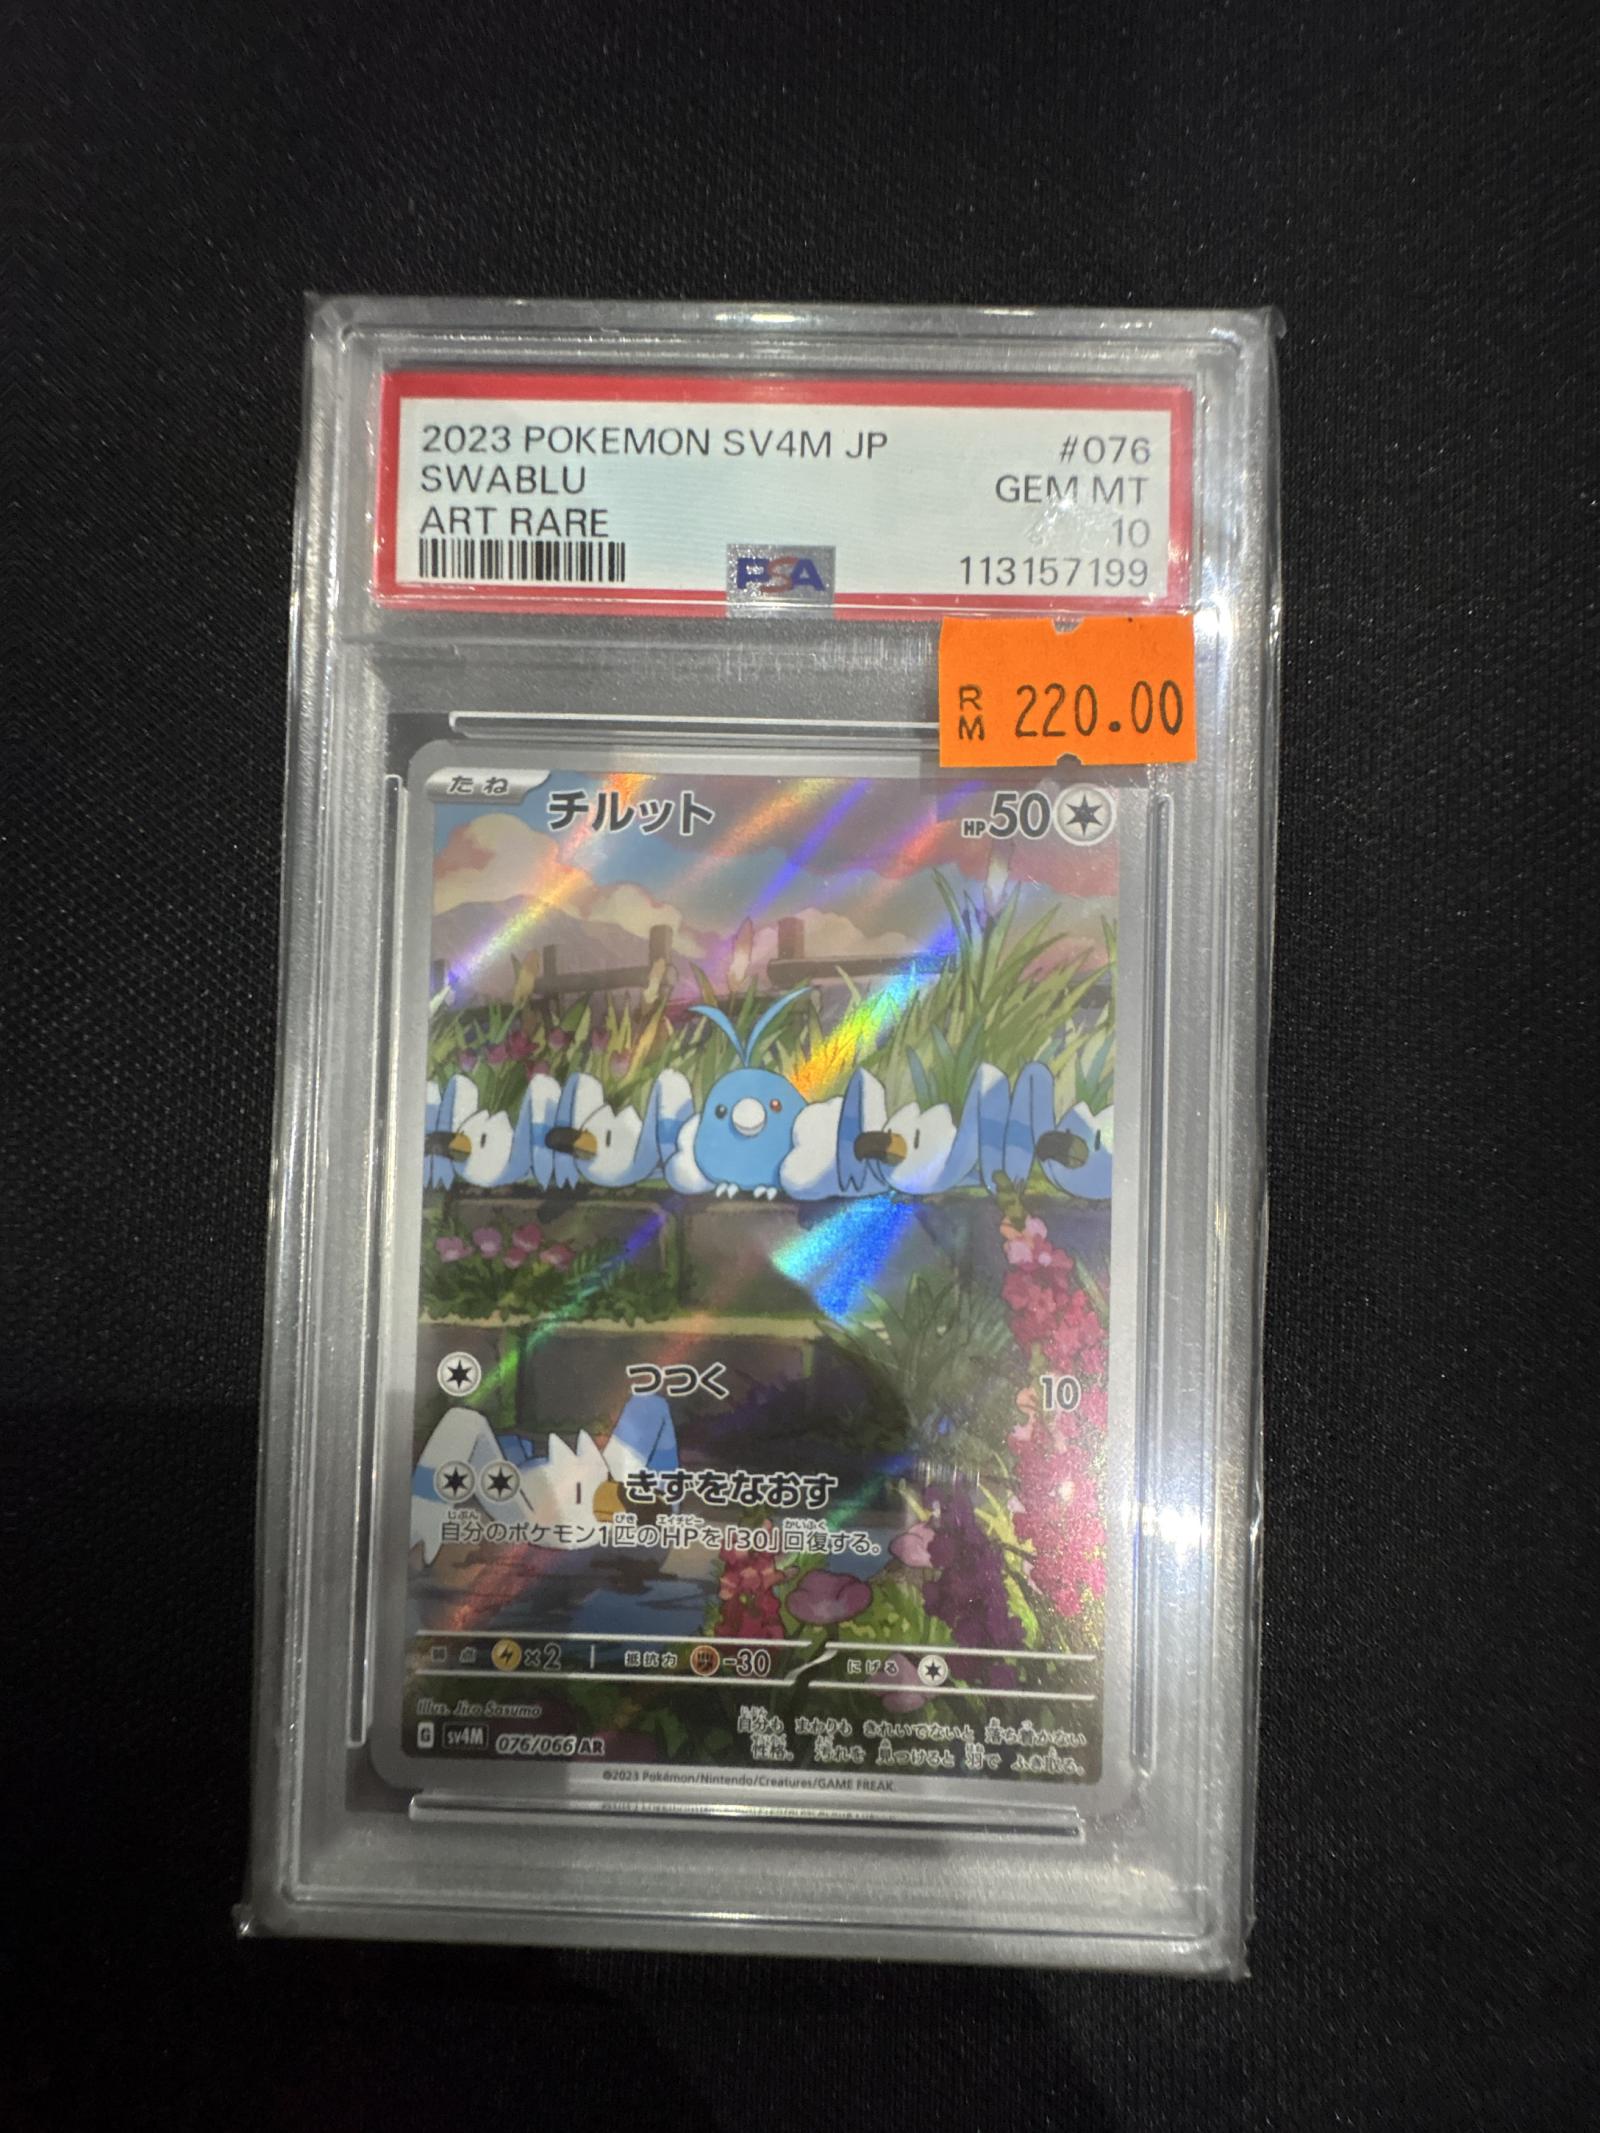 2023 POKEMON SV4M JP #076
SWABLU GEM MT
ART RARE 10
PSA 113157199
RM 220.00
たね チルット HP50
つつく 10
きずをなおす
自分のポケモン1匹のHPを「30」回復する。
弱点 ×2 抵抗力 -30 にげる
Illus. Jiro Sasumo
自分も まわりも きれいでないと 落ち着かない
性格。 汚れを 見つけると 羽で ふき取る。
G sv4M 076/066 AR
©2023 Pokémon/Nintendo/Creatures/GAME FREAK.